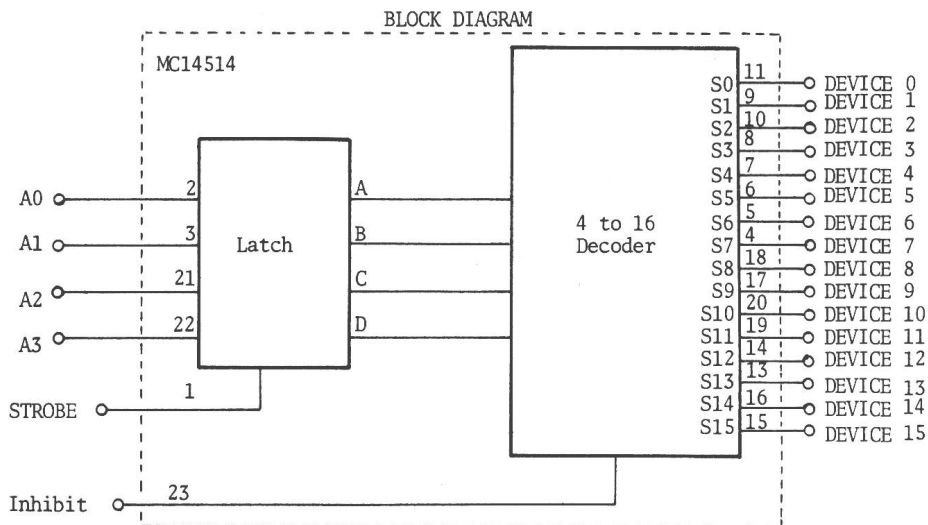 BLOCK DIAGRAM
MC14514
A0
2
A
A1
3
B
A2
21
C
A3
22
D
Latch
STROBE
1
Inhibit
23
4 to 16
Decoder
S0 11 DEVICE 0
S1 9 DEVICE 1
S2 10 DEVICE 2
S3 8 DEVICE 3
S4 7 DEVICE 4
S5 6 DEVICE 5
S6 5 DEVICE 6
S7 4 DEVICE 7
S8 18 DEVICE 8
S9 17 DEVICE 9
S10 20 DEVICE 10
S11 19 DEVICE 11
S12 14 DEVICE 12
S13 13 DEVICE 13
S14 16 DEVICE 14
S15 15 DEVICE 15